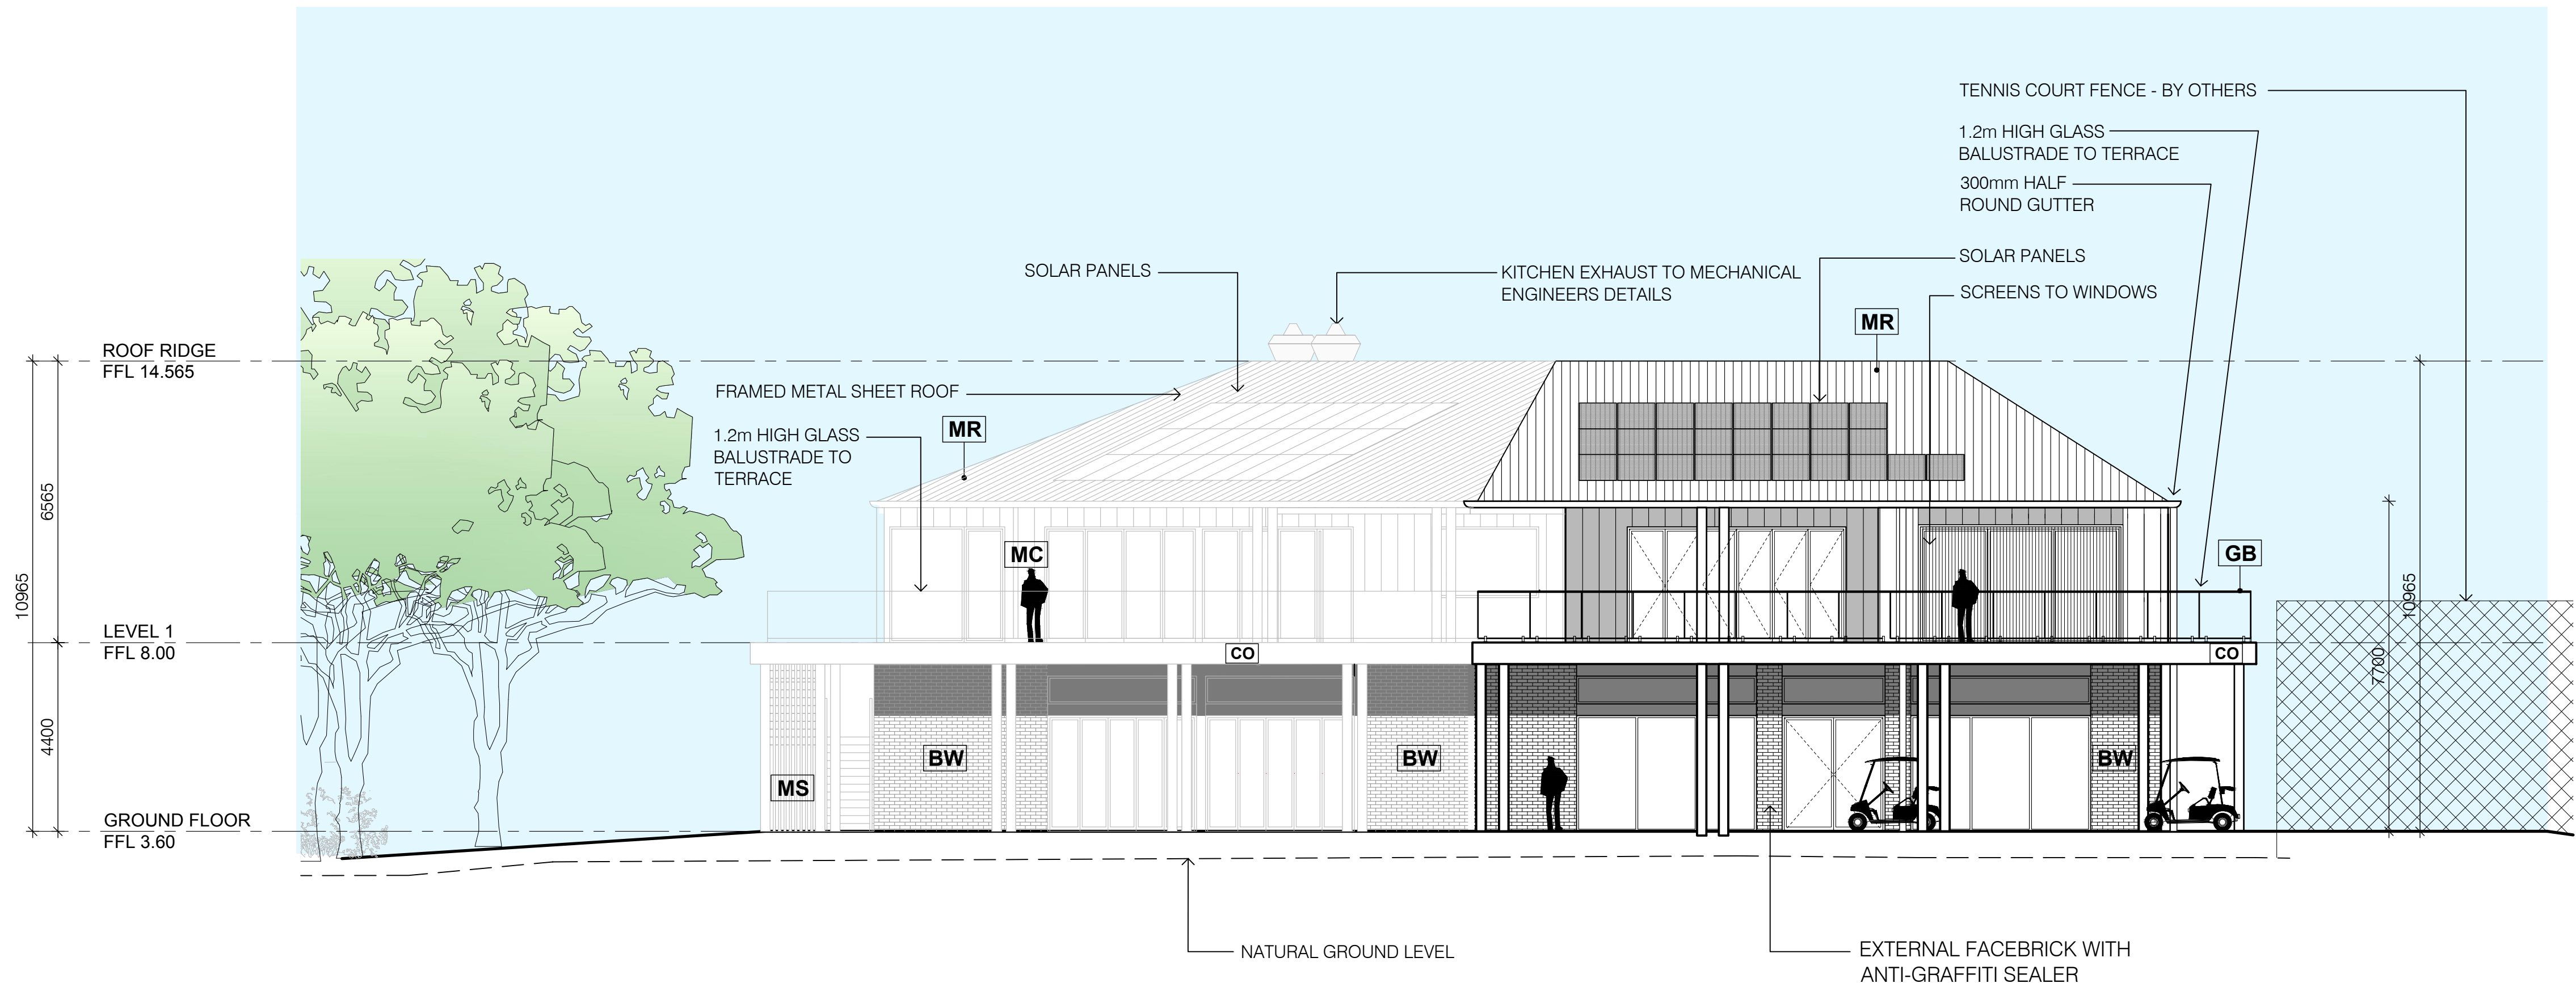 TENNIS COURT FENCE - BY OTHERS
1.2m HIGH GLASS
BALUSTRADE TO TERRACE
300mm HALF
ROUND GUTTER
SOLAR PANELS
SCREENS TO WINDOWS
SOLAR PANELS
KITCHEN EXHAUST TO MECHANICAL
ENGINEERS DETAILS
MR
ROOF RIDGE
FFL 14.565
FRAMED METAL SHEET ROOF
1.2m HIGH GLASS
BALUSTRADE TO
TERRACE
MR
6565
10965
MC
GB
10965
7700
LEVEL 1
FFL 8.00
CO
CO
4400
BW
BW
BW
MS
GROUND FLOOR
FFL 3.60
NATURAL GROUND LEVEL
EXTERNAL FACEBRICK WITH
ANTI-GRAFFITI SEALER